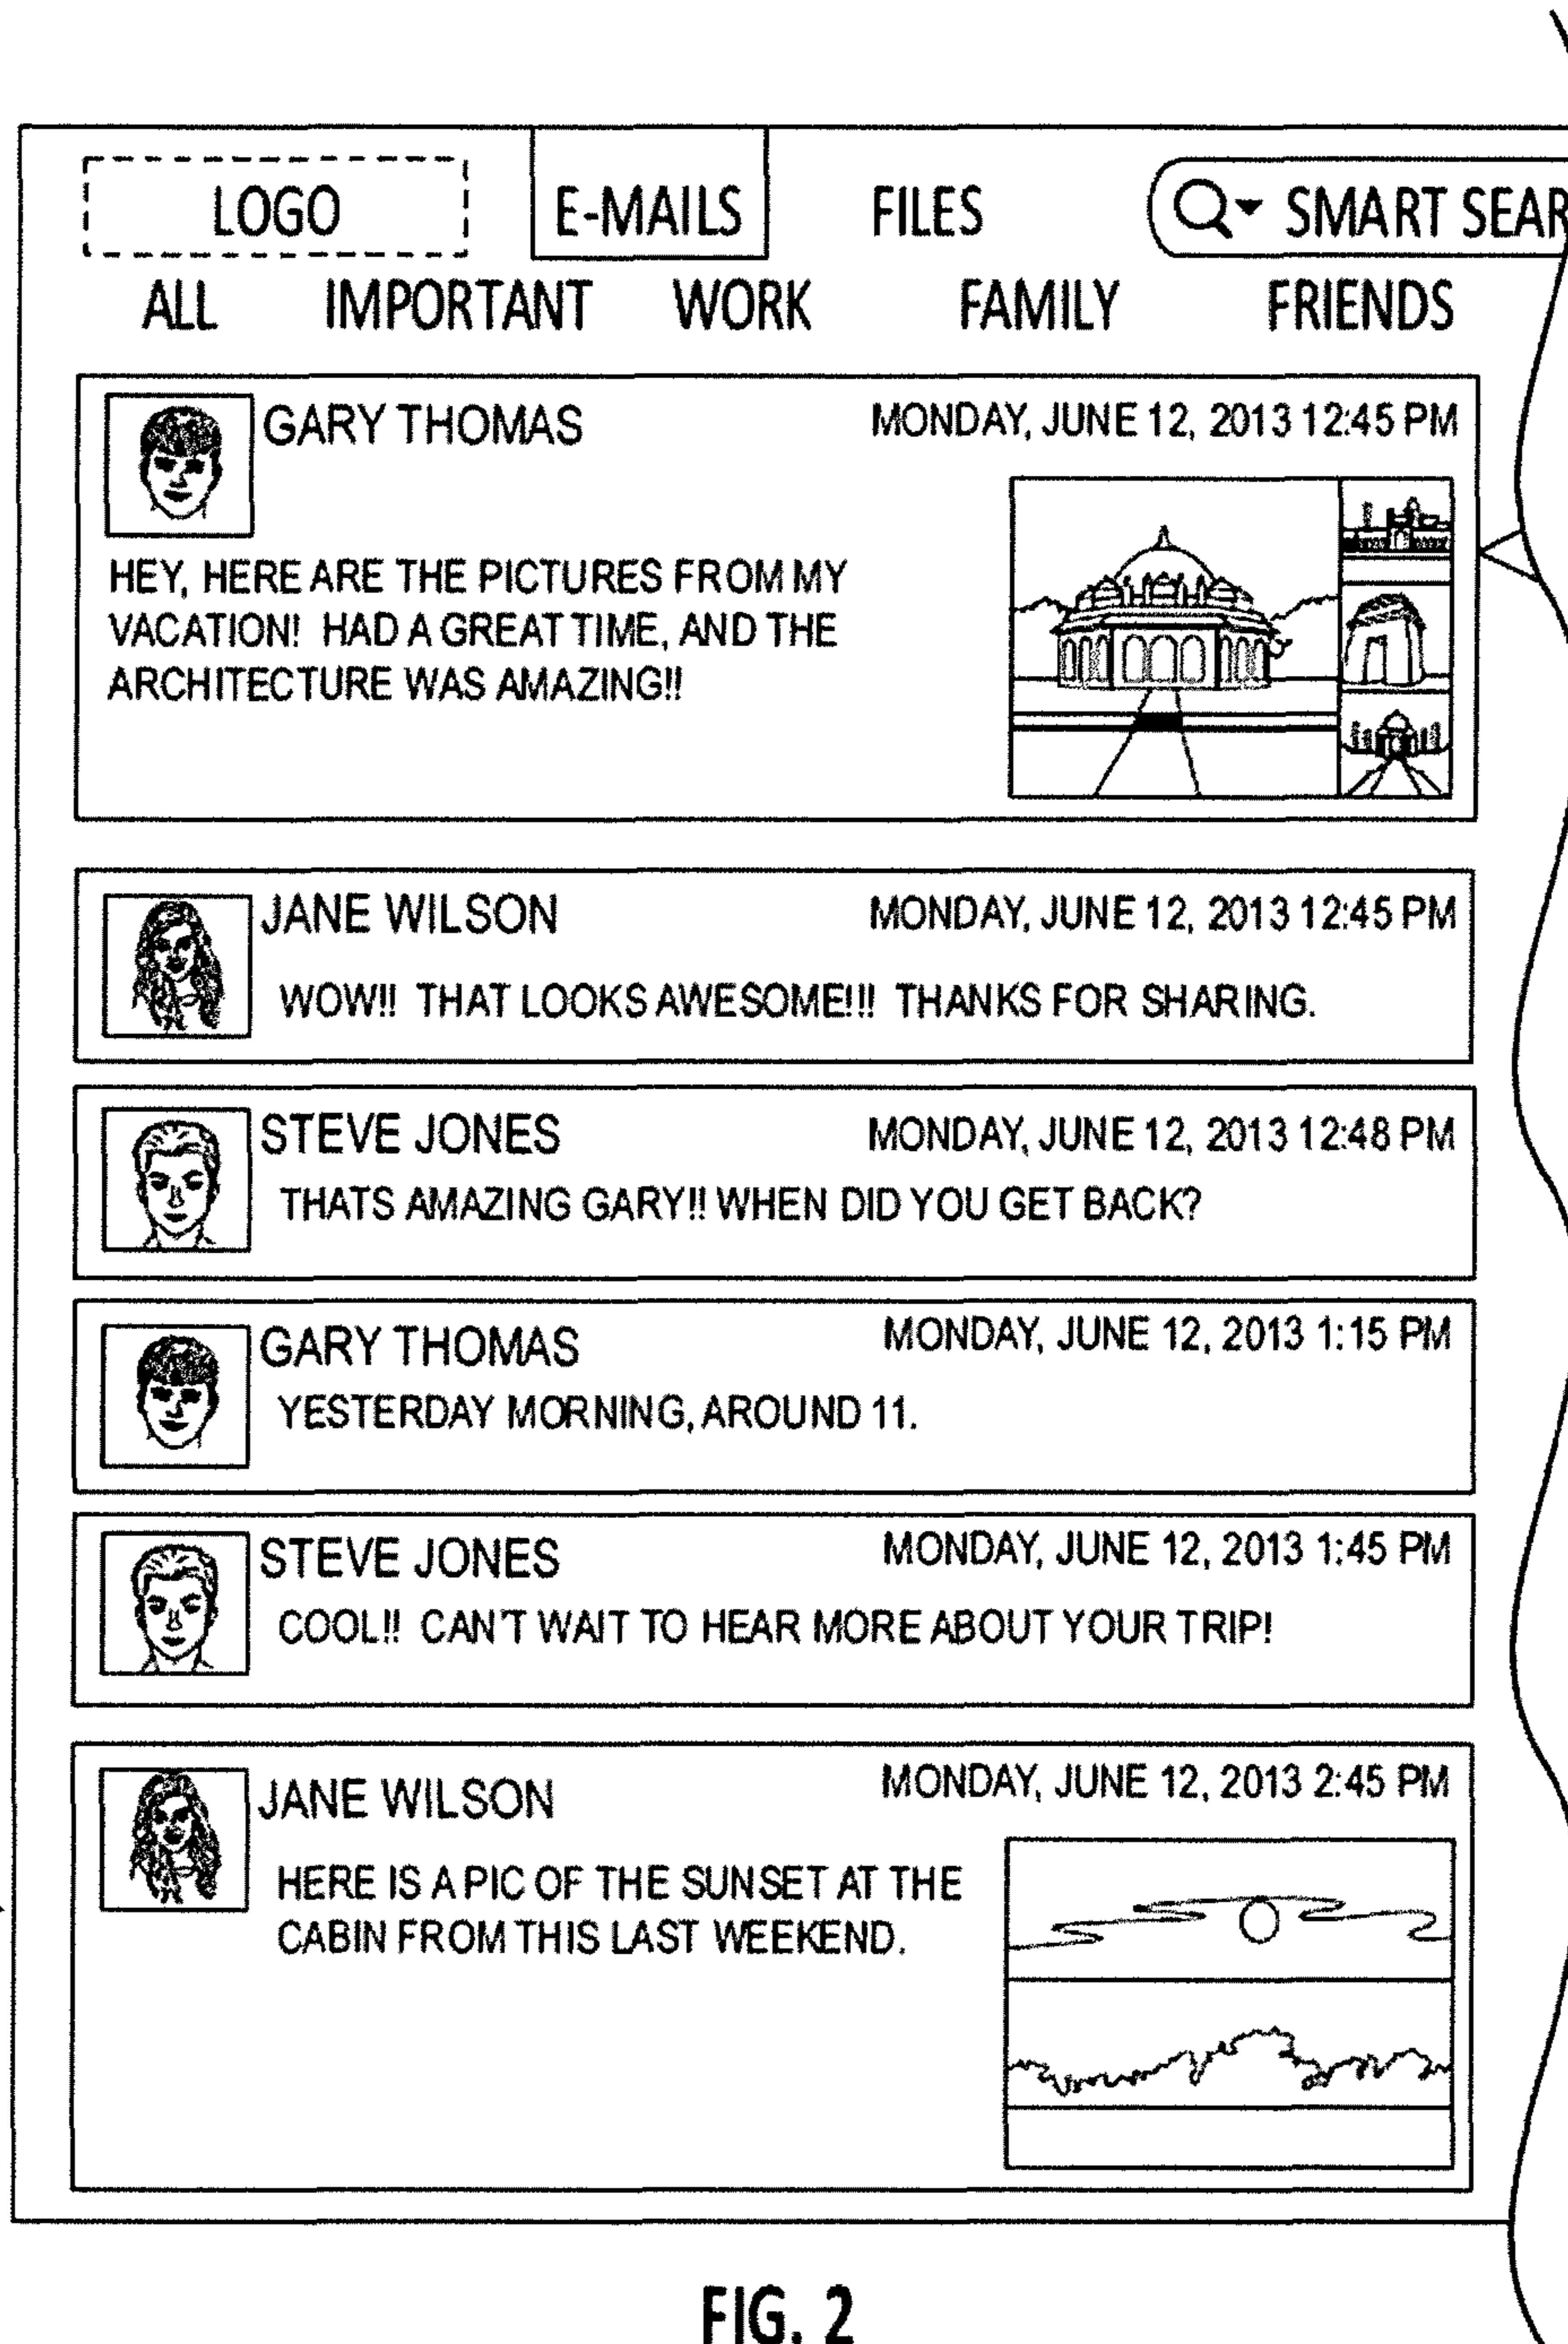 LOGO E-MAILS FILES SMART SEAR
ALL IMPORTANT WORK FAMILY FRIENDS
GARY THOMAS MONDAY, JUNE 12, 2013 12:45 PM
HEY, HERE ARE THE PICTURES FROM MY
VACATION! HAD A GREAT TIME, AND THE
ARCHITECTURE WAS AMAZING!!
JANE WILSON MONDAY, JUNE 12, 2013 12:45 PM
WOW!! THAT LOOKS AWESOME!!! THANKS FOR SHARING.
STEVE JONES MONDAY, JUNE 12, 2013 12:48 PM
THATS AMAZING GARY!! WHEN DID YOU GET BACK?
GARY THOMAS MONDAY, JUNE 12, 2013 1:15 PM
YESTERDAY MORNING, AROUND 11.
STEVE JONES MONDAY, JUNE 12, 2013 1:45 PM
COOL!! CAN'T WAIT TO HEAR MORE ABOUT YOUR TRIP!
JANE WILSON MONDAY, JUNE 12, 2013 2:45 PM
HERE IS A PIC OF THE SUNSET AT THE
CABIN FROM THIS LAST WEEKEND.
FIG. 2